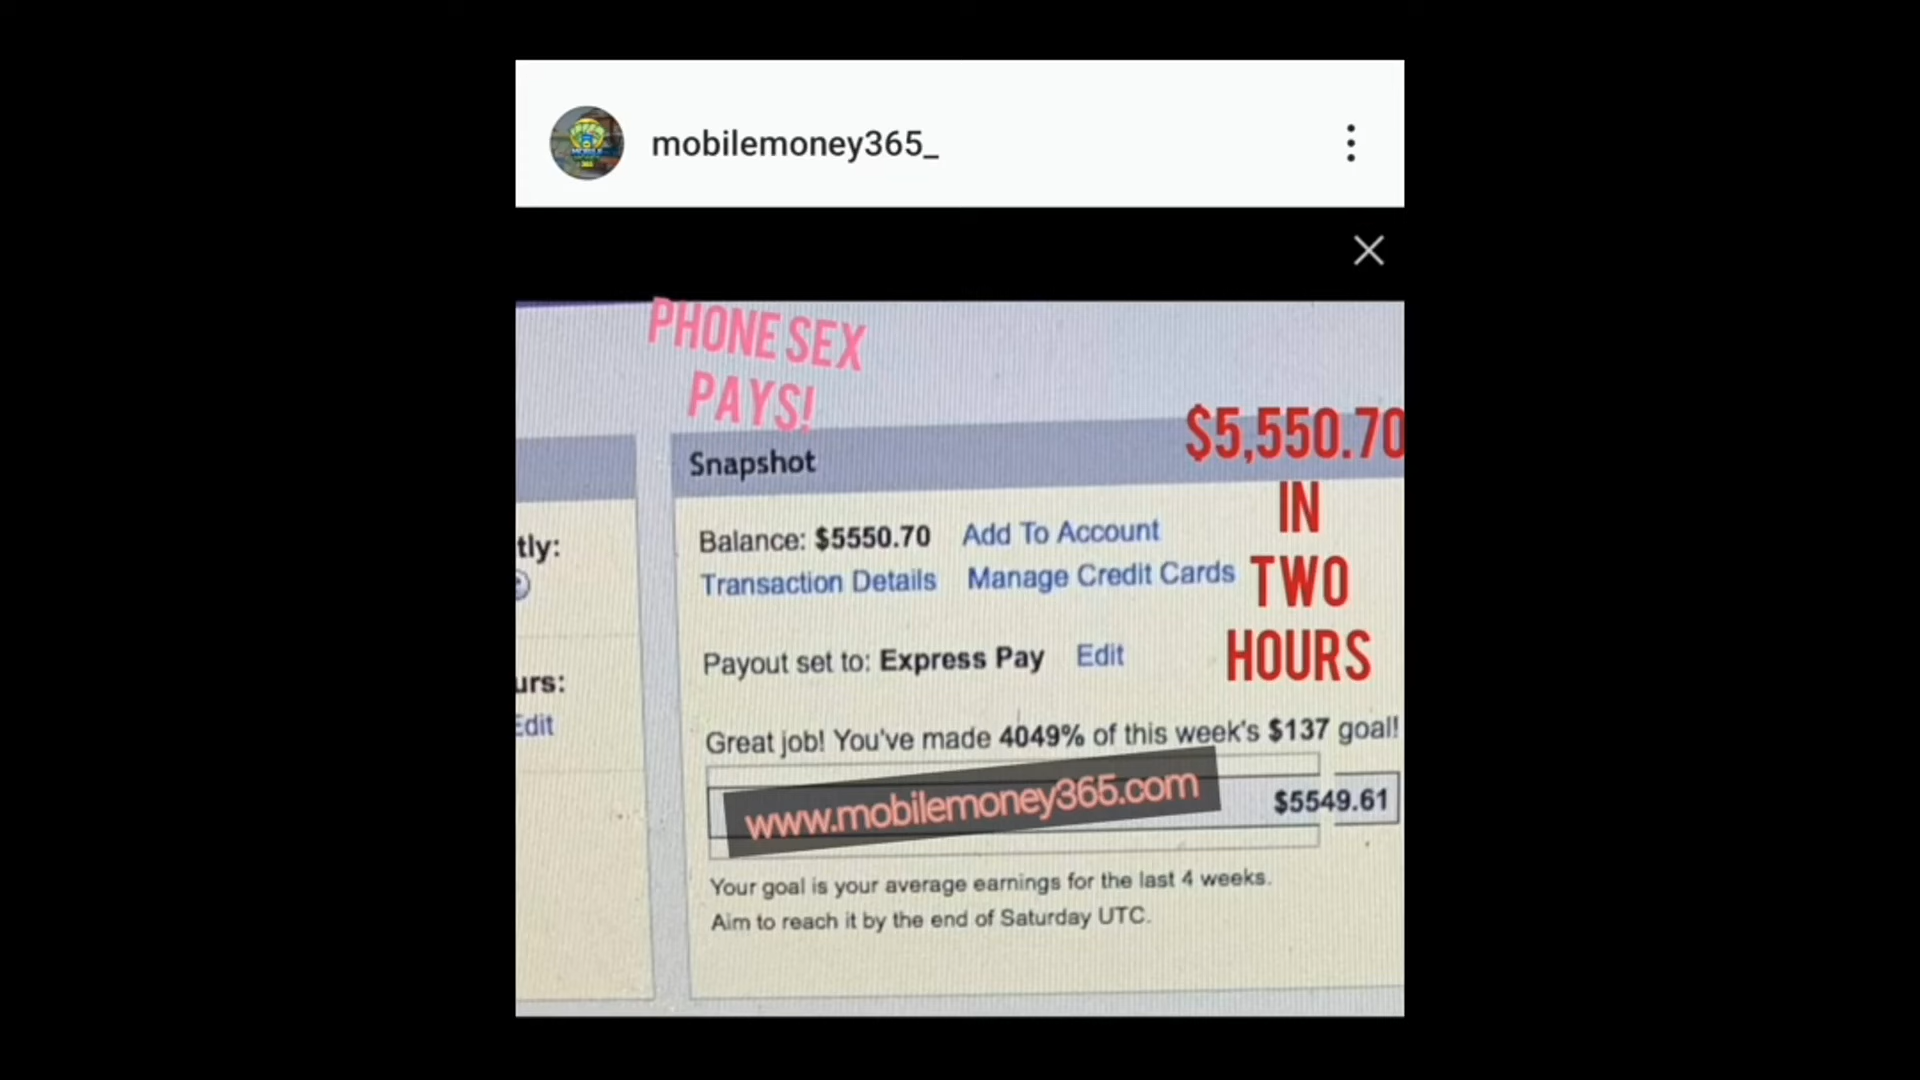 mobilemoney365_
PHONE SEX
PAYS!
$5,550.70
IN
TWO
HOURS
Snapshot
tly:
Balance: $5550.70 Add To Account
Transaction Details Manage Credit Cards
Payout set to: Express Pay Edit
urs:
Edit
Great job! You've made 4049% of this week's $137 goal!
www.mobilemoney365.com
$5549.61
Your goal is your average earnings for the last 4 weeks.
Aim to reach it by the end of Saturday UTC.